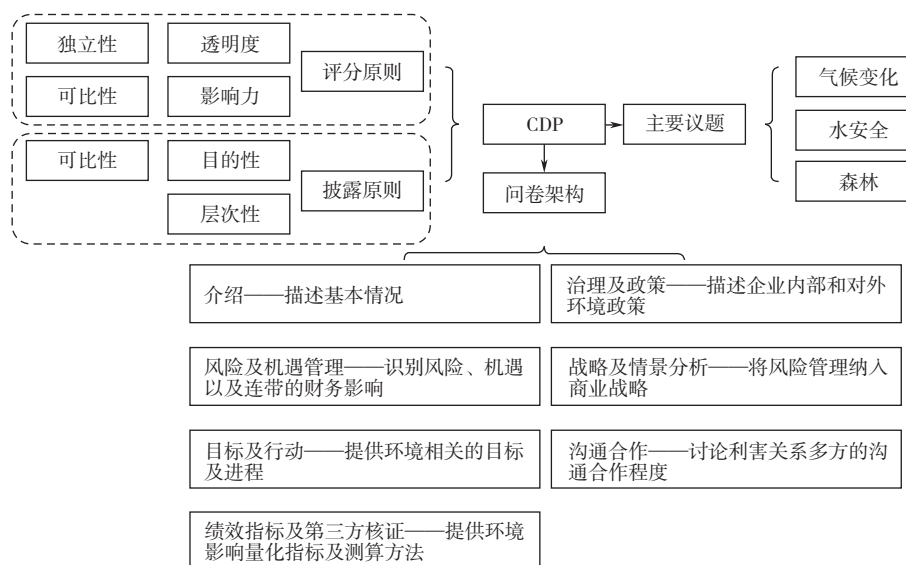 独立性
透明度
评分原则
可比性
影响力
可比性
目的性
披露原则
层次性
CDP
主要议题
问卷架构
气候变化
水安全
森林
介绍——描述基本情况
治理及政策——描述企业内部和对外
环境政策
风险及机遇管理——识别风险、机遇
以及连带的财务影响
战略及情景分析——将风险管理纳入
商业战略
目标及行动——提供环境相关的目标
及进程
沟通合作——讨论利害关系多方的沟
通合作程度
绩效指标及第三方核证——提供环境
影响量化指标及测算方法